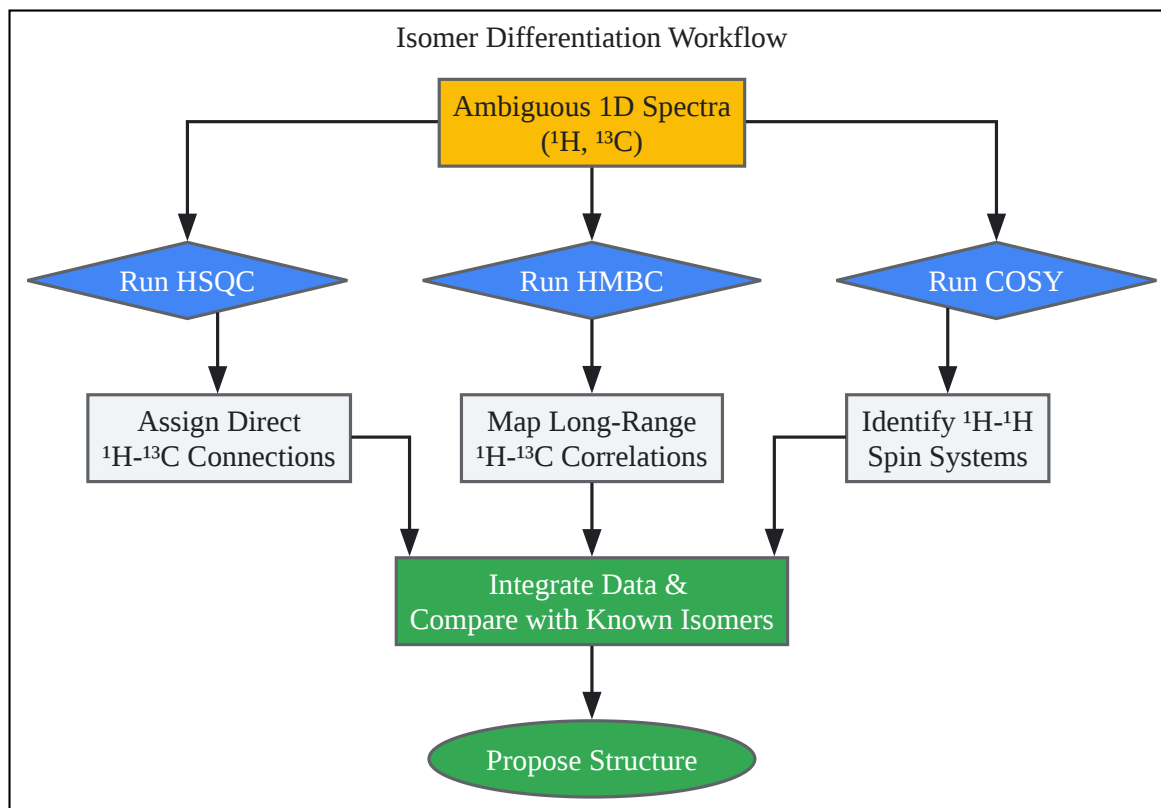 Isomer Differentiation Workflow
Ambiguous 1D Spectra
(¹H, ¹³C)
Run HSQC
Run HMBC
Run COSY
Assign Direct
¹H-¹³C Connections
Map Long-Range
¹H-¹³C Correlations
Identify ¹H-¹H
Spin Systems
Integrate Data &
Compare with Known Isomers
Propose Structure